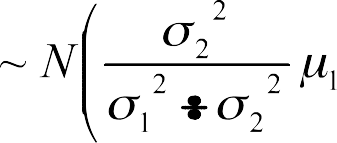 ~ N( σ₂² / (σ₁² + σ₂²) μ₁